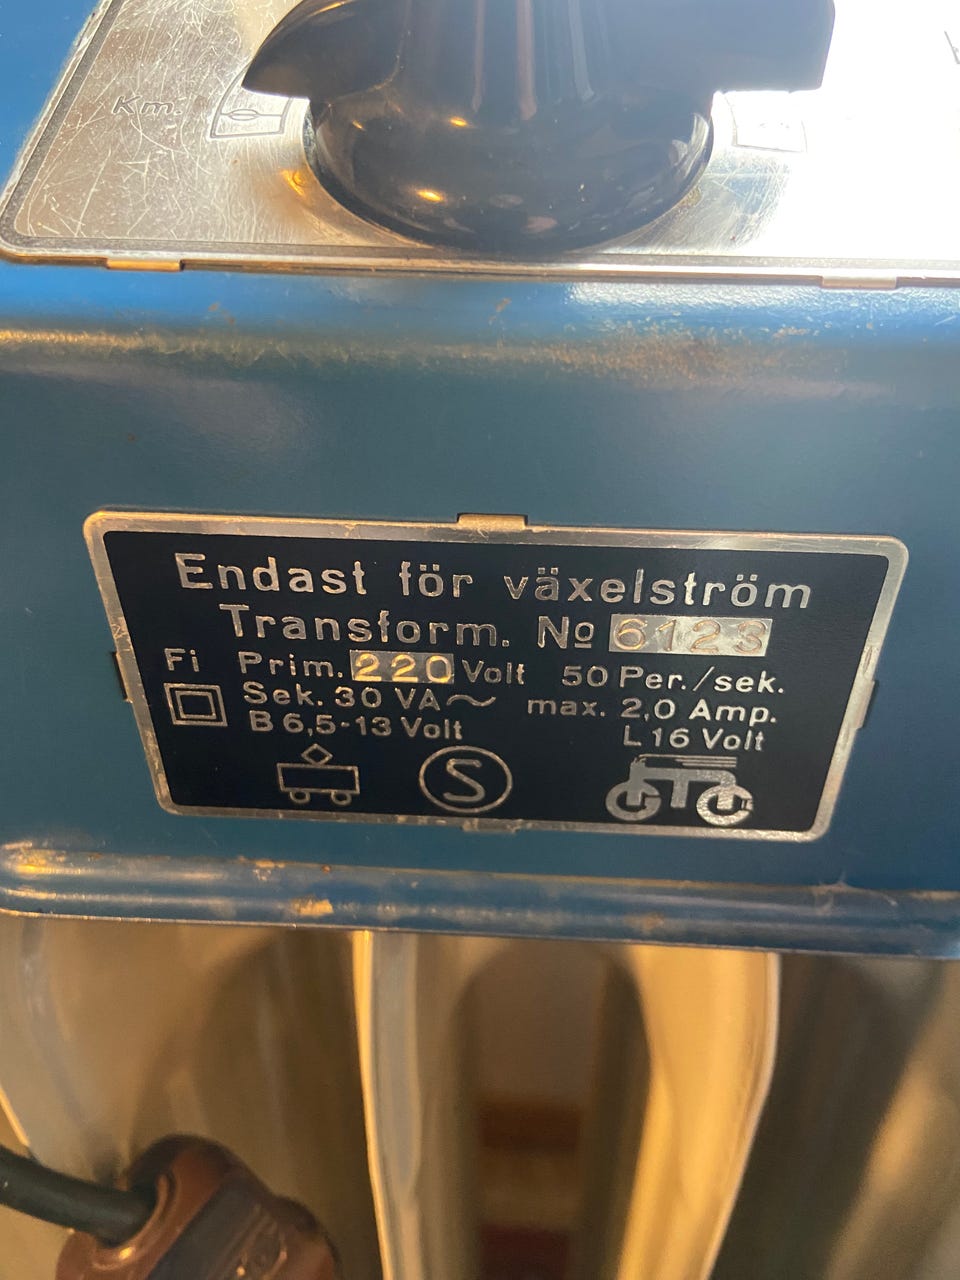 Km.
Endast för växelström
Transform. Nº 6123
Fi Prim. 220 Volt 50 Per./sek.
Sek. 30 VA~ max. 2,0 Amp.
B 6,5-13 Volt L 16 Volt
S